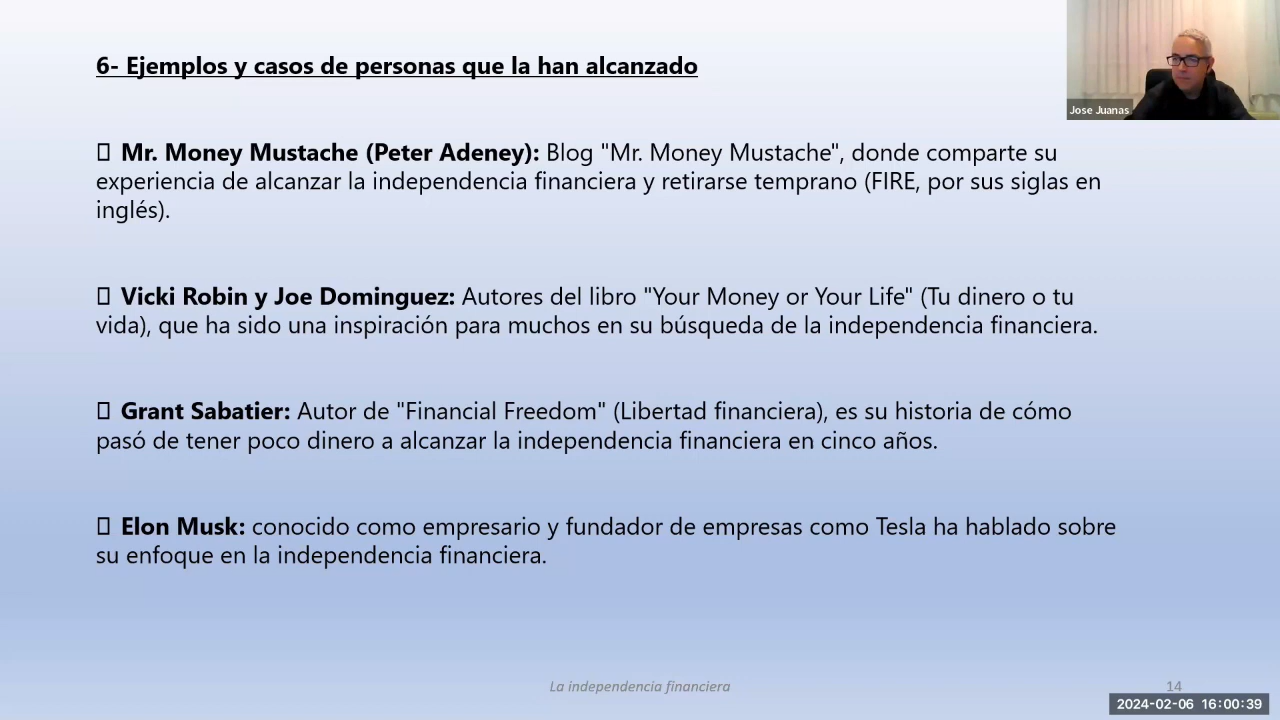 6- Ejemplos y casos de personas que la han alcanzado
Jose Juanas
Mr. Money Mustache (Peter Adeney): Blog "Mr. Money Mustache", donde comparte su
experiencia de alcanzar la independencia financiera y retirarse temprano (FIRE, por sus siglas en
inglés).
Vicki Robin y Joe Dominguez: Autores del libro "Your Money or Your Life" (Tu dinero o tu
vida), que ha sido una inspiración para muchos en su búsqueda de la independencia financiera.
Grant Sabatier: Autor de "Financial Freedom" (Libertad financiera), es su historia de cómo
pasó de tener poco dinero a alcanzar la independencia financiera en cinco años.
Elon Musk: conocido como empresario y fundador de empresas como Tesla ha hablado sobre
su enfoque en la independencia financiera.
La independencia financiera
14
2024-02-06 16:00:39